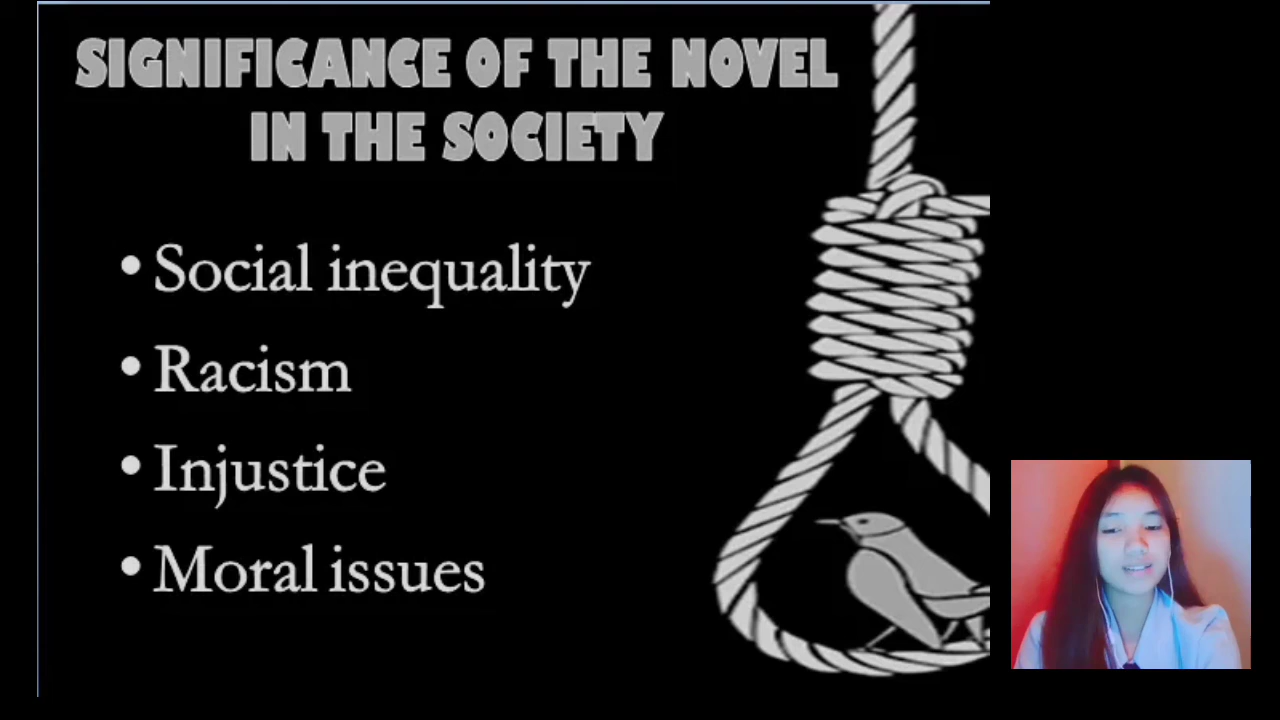 SIGNIFICANCE OF THE NOVEL
IN THE SOCIETY
• Social inequality
• Racism
• Injustice
• Moral issues